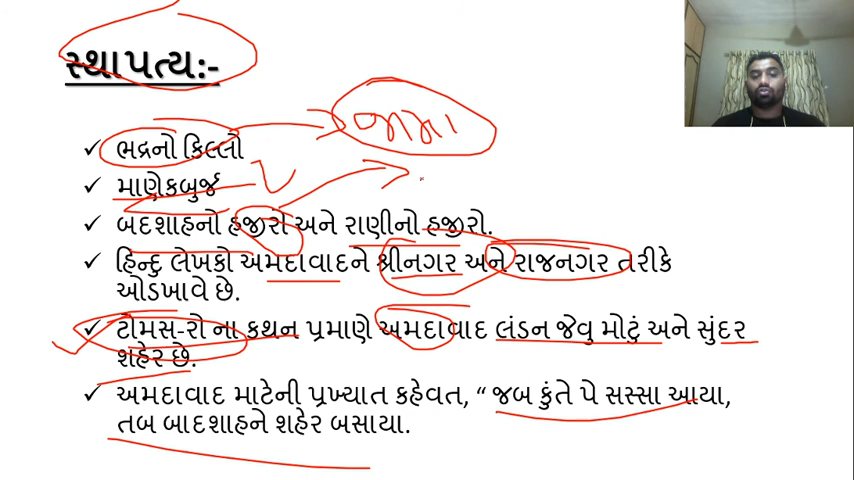 સ્થાપત્ય:-
જામા
✓ ભદ્રનો કિલ્લો
✓ માણેકબુર્જ
✓ બદશાહનો હજીરો અને રાણીનો હજીરો.
✓ હિન્દુ લેખકો અમદાવાદને શ્રીનગર અને રાજનગર તરીકે
ઓડખાવે છે.
✓ ટોમસ-રો ના કથન પ્રમાણે અમદાવાદ લંડન જેવુ મોટું અને સુંદર
શહેર છે.
✓ અમદાવાદ માટેની પ્રખ્યાત કહેવત, “ જબ કુંતે પે સસ્સા આયા,
તબ બાદશાહને શહેર બસાયા.